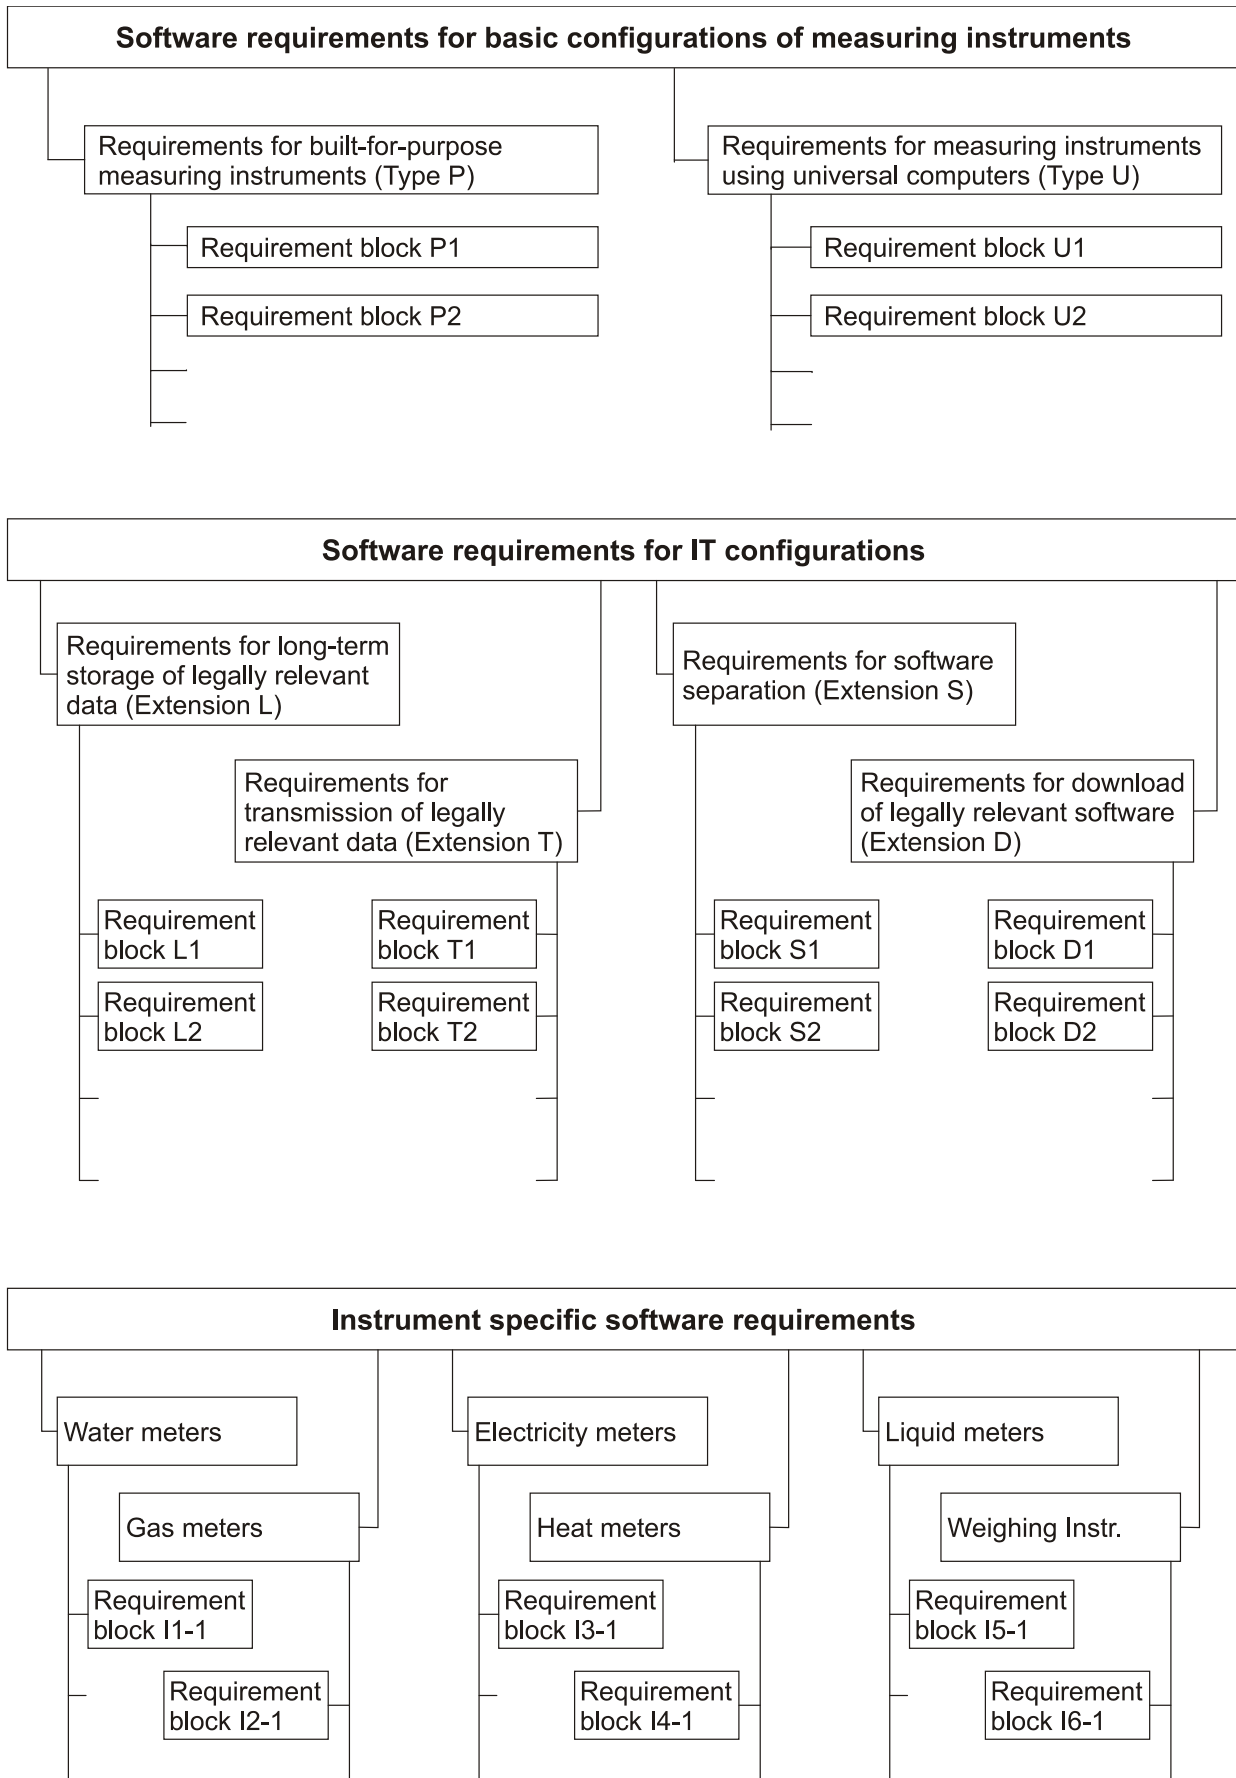 Software requirements for basic configurations of measuring instruments
Requirements for built-for-purpose
measuring instruments (Type P)
Requirement block P1
Requirement block P2
Requirements for measuring instruments
using universal computers (Type U)
Requirement block U1
Requirement block U2
Software requirements for IT configurations
Requirements for long-term
storage of legally relevant
data (Extension L)
Requirements for
transmission of legally
relevant data (Extension T)
Requirement
block L1
Requirement
block T1
Requirement
block L2
Requirement
block T2
Requirements for software
separation (Extension S)
Requirements for download
of legally relevant software
(Extension D)
Requirement
block S1
Requirement
block D1
Requirement
block S2
Requirement
block D2
Instrument specific software requirements
Water meters
Gas meters
Requirement
block I1-1
Requirement
block I2-1
Electricity meters
Heat meters
Requirement
block I3-1
Requirement
block I4-1
Liquid meters
Weighing Instr.
Requirement
block I5-1
Requirement
block I6-1